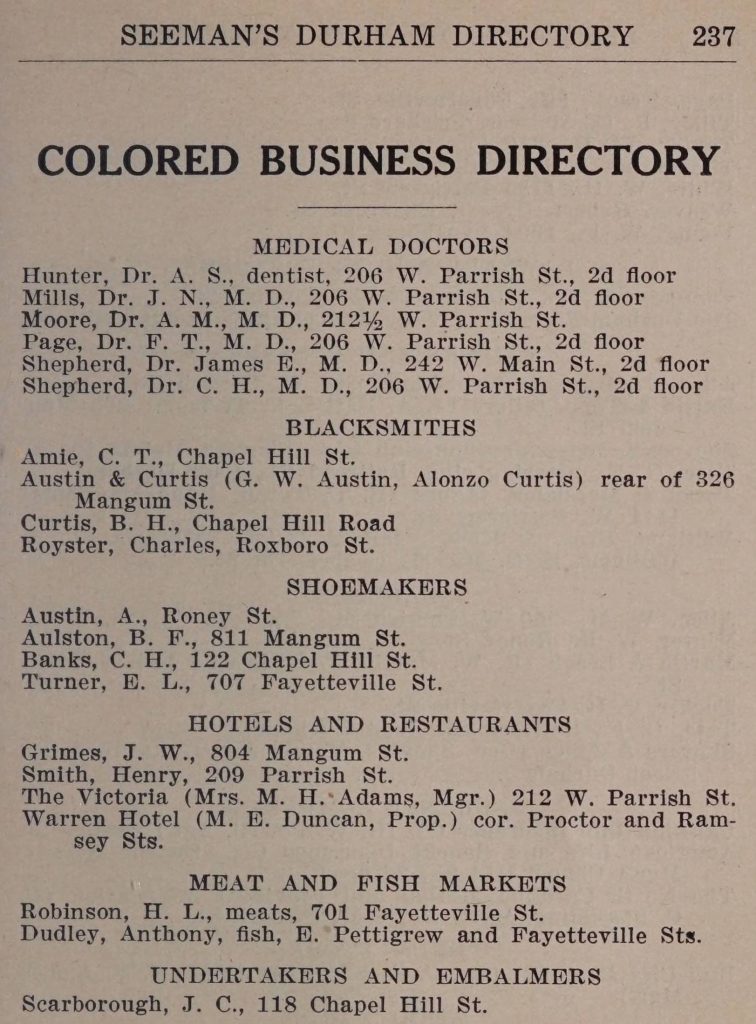 SEEMAN'S DURHAM DIRECTORY 237
COLORED BUSINESS DIRECTORY
MEDICAL DOCTORS
Hunter, Dr. A. S., dentist, 206 W. Parrish St., 2d floor
Mills, Dr. J. N., M. D., 206 W. Parrish St., 2d floor
Moore, Dr. A. M., M. D., 212½ W. Parrish St.
Page, Dr. F. T., M. D., 206 W. Parrish St., 2d floor
Shepherd, Dr. James E., M. D., 242 W. Main St., 2d floor
Shepherd, Dr. C. H., M. D., 206 W. Parrish St., 2d floor
BLACKSMITHS
Amie, C. T., Chapel Hill St.
Austin & Curtis (G. W. Austin, Alonzo Curtis) rear of 326
Mangum St.
Curtis, B. H., Chapel Hill Road
Royster, Charles, Roxboro St.
SHOEMAKERS
Austin, A., Roney St.
Aulston, B. F., 811 Mangum St.
Banks, C. H., 122 Chapel Hill St.
Turner, E. L., 707 Fayetteville St.
HOTELS AND RESTAURANTS
Grimes, J. W., 804 Mangum St.
Smith, Henry, 209 Parrish St.
The Victoria (Mrs. M. H. Adams, Mgr.) 212 W. Parrish St.
Warren Hotel (M. E. Duncan, Prop.) cor. Proctor and Ram-
sey Sts.
MEAT AND FISH MARKETS
Robinson, H. L., meats, 701 Fayetteville St.
Dudley, Anthony, fish, E. Pettigrew and Fayetteville Sts.
UNDERTAKERS AND EMBALMERS
Scarborough, J. C., 118 Chapel Hill St.